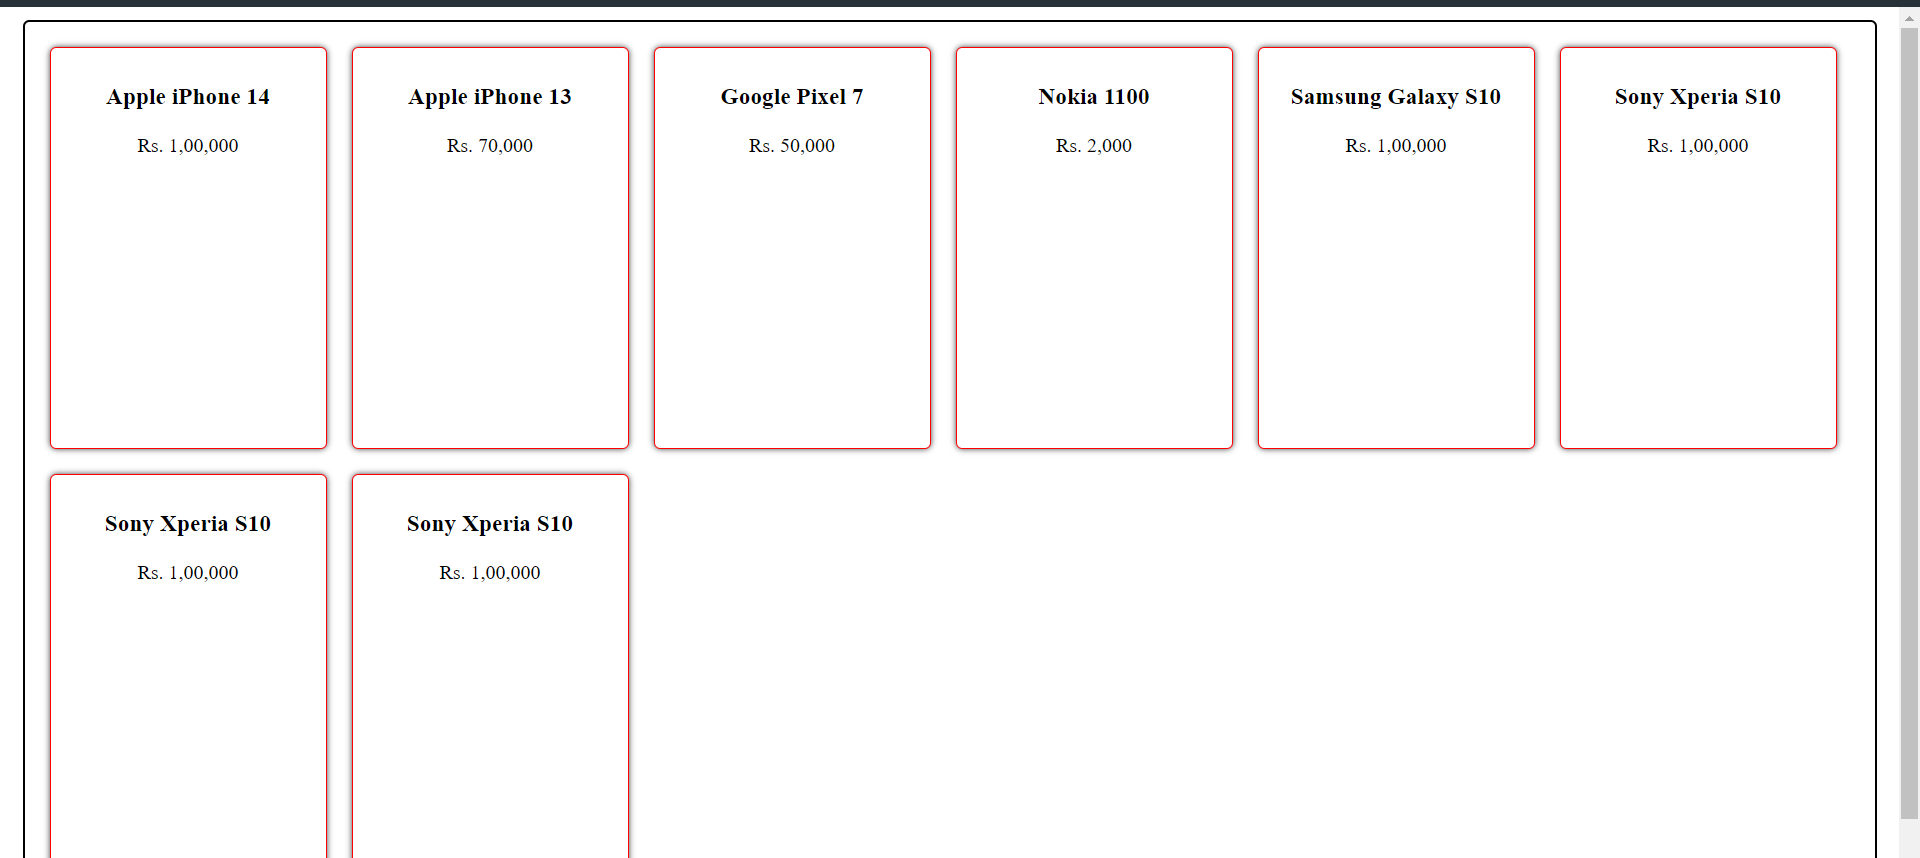 Apple iPhone 14
Rs. 1,00,000
Apple iPhone 13
Rs. 70,000
Google Pixel 7
Rs. 50,000
Nokia 1100
Rs. 2,000
Samsung Galaxy S10
Rs. 1,00,000
Sony Xperia S10
Rs. 1,00,000
Sony Xperia S10
Rs. 1,00,000
Sony Xperia S10
Rs. 1,00,000